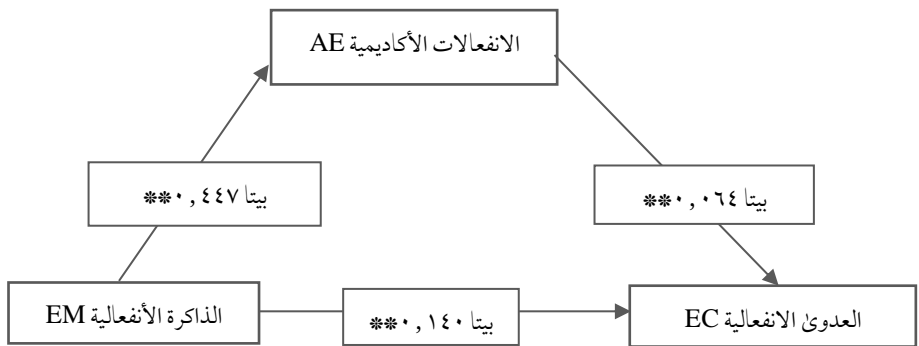 الانفعالات الأكاديمية AE
بيتا ٠,٤٤٧**
بيتا ٠,٠٦٤**
الذاكرة الأنفعالية EM
بيتا ٠,١٤٠**
العدوىٰ الانفعالية EC